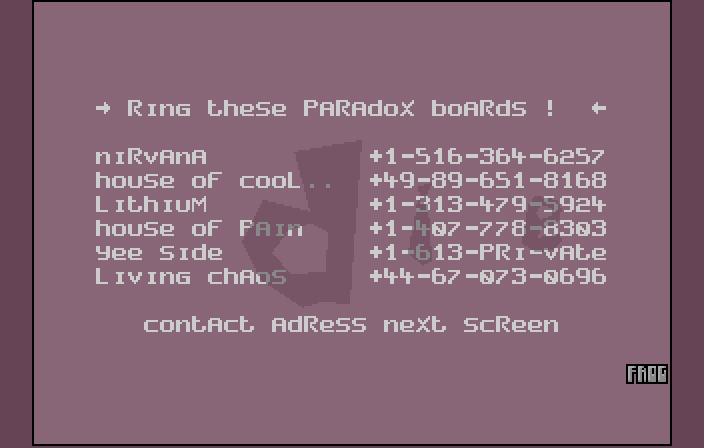 → RinG these PARAdoX boARds ! ←
niRvAnA +1-516-364-6257
house of cooL.. +49-89-651-8168
LithiuM +1-313-479-5924
house of PAin +1-407-778-8303
yee side +1-613-PRi-vAte
LivinG chAos +44-67-073-0696
contAct AdRess neXt scReen
FROG